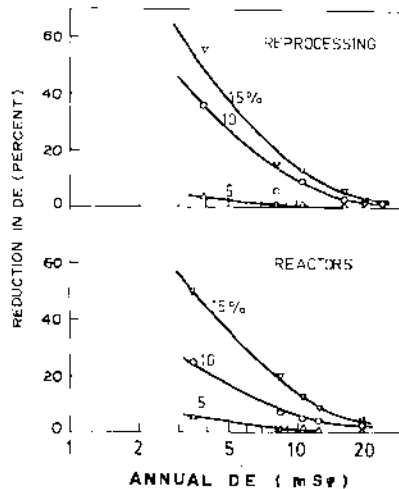 REDUCTION IN DE (PERCENT)
60
40
20
0
REPROCESSING
15%
10
5
60
40
20
0
REACTORS
15%
10
5
1 2 5 10 20
ANNUAL DE (mSv)